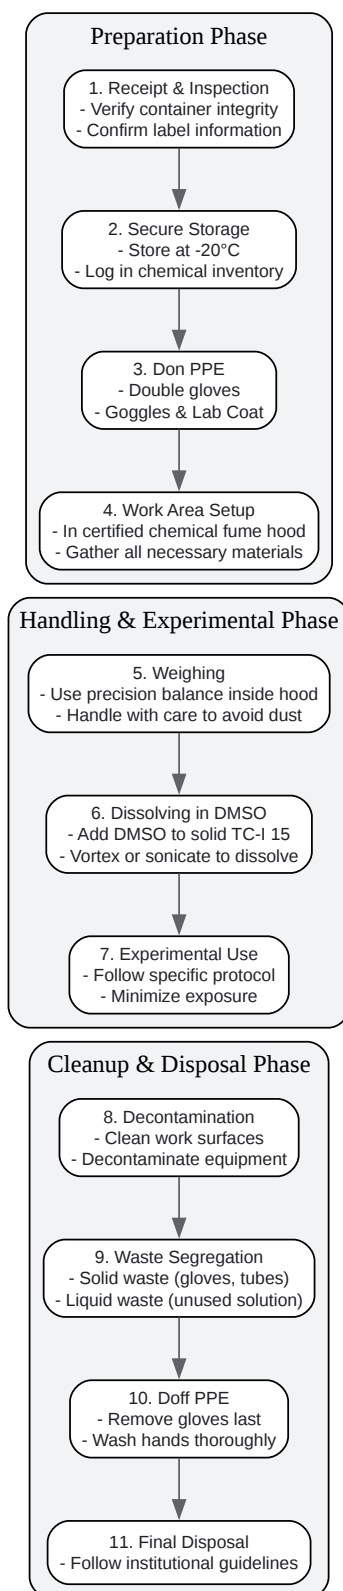 Preparation Phase
1. Receipt & Inspection
- Verify container integrity
- Confirm label information
2. Secure Storage
- Store at -20°C
- Log in chemical inventory
3. Don PPE
- Double gloves
- Goggles & Lab Coat
4. Work Area Setup
- In certified chemical fume hood
- Gather all necessary materials
Handling & Experimental Phase
5. Weighing
- Use precision balance inside hood
- Handle with care to avoid dust
6. Dissolving in DMSO
- Add DMSO to solid TC-I 15
- Vortex or sonicate to dissolve
7. Experimental Use
- Follow specific protocol
- Minimize exposure
Cleanup & Disposal Phase
8. Decontamination
- Clean work surfaces
- Decontaminate equipment
9. Waste Segregation
- Solid waste (gloves, tubes)
- Liquid waste (unused solution)
10. Doff PPE
- Remove gloves last
- Wash hands thoroughly
11. Final Disposal
- Follow institutional guidelines